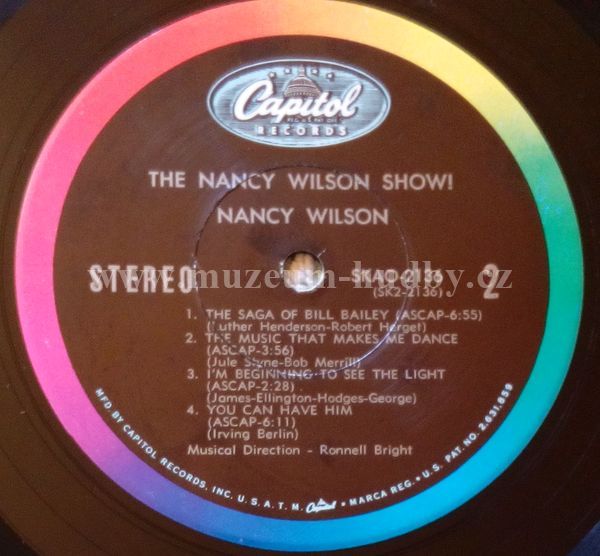 Capitol
RECORDS
THE NANCY WILSON SHOW!
NANCY WILSON
STEREO
SKAO-2136
(SK2-2136)
2
www.muzeum-hudby.cz
1. THE SAGA OF BILL BAILEY (ASCAP-6:55)
(Luther Henderson-Robert Herget)
2. THE MUSIC THAT MAKES ME DANCE
(ASCAP-3:56)
(Jule Styne-Bob Merrill)
3. I'M BEGINNING TO SEE THE LIGHT
(ASCAP-2:28)
(James-Ellington-Hodges-George)
4. YOU CAN HAVE HIM
(ASCAP-6:11)
(Irving Berlin)
Musical Direction - Ronnell Bright
MFD BY CAPITOL RECORDS, INC. U.S.A. T.M. Capitol MARCA REG. • U.S. PAT. NO. 2,631,859